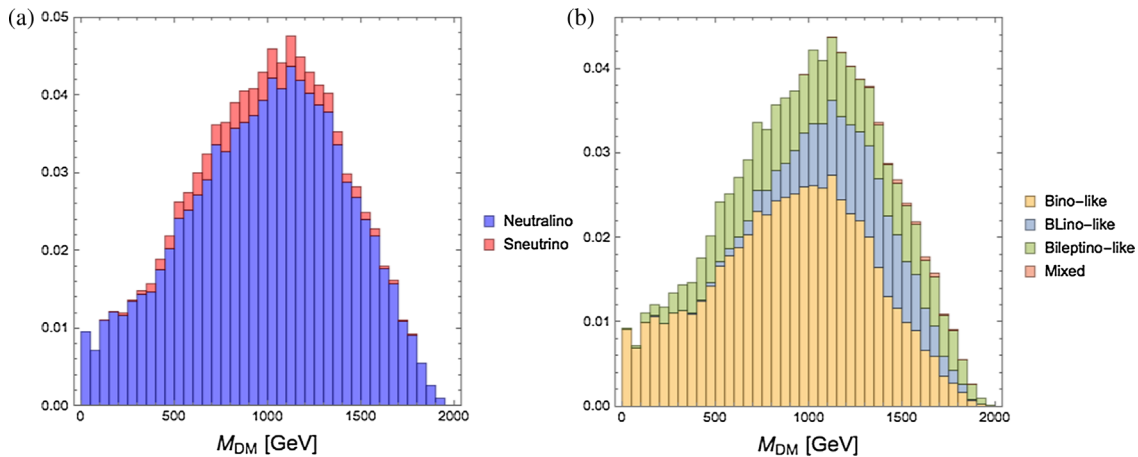 (a)
0.05
0.04
0.03
0.02
0.01
0.00
0 500 1000 1500 2000
M_DM [GeV]
Neutralino
Sneutrino
(b)
0.04
0.03
0.02
0.01
0.00
0 500 1000 1500 2000
M_DM [GeV]
Bino-like
BLino-like
Bileptino-like
Mixed